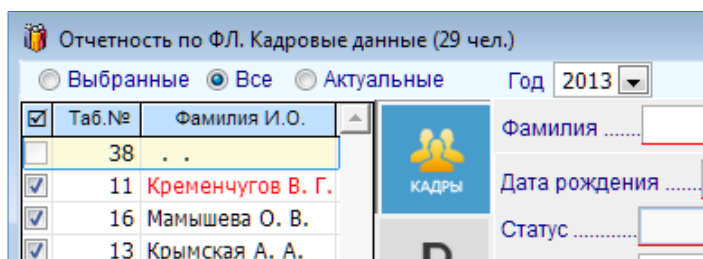 Отчетность по ФЛ. Кадровые данные (29 чел.)
Выбранные Все Актуальные Год 2013
Таб.№ Фамилия И.О.
38 . .
11 Кременчугов В. Г.
16 Мамышева О. В.
13 Крымская А. А.
КАДРЫ
Фамилия .......
Дата рождения .......
Статус ............